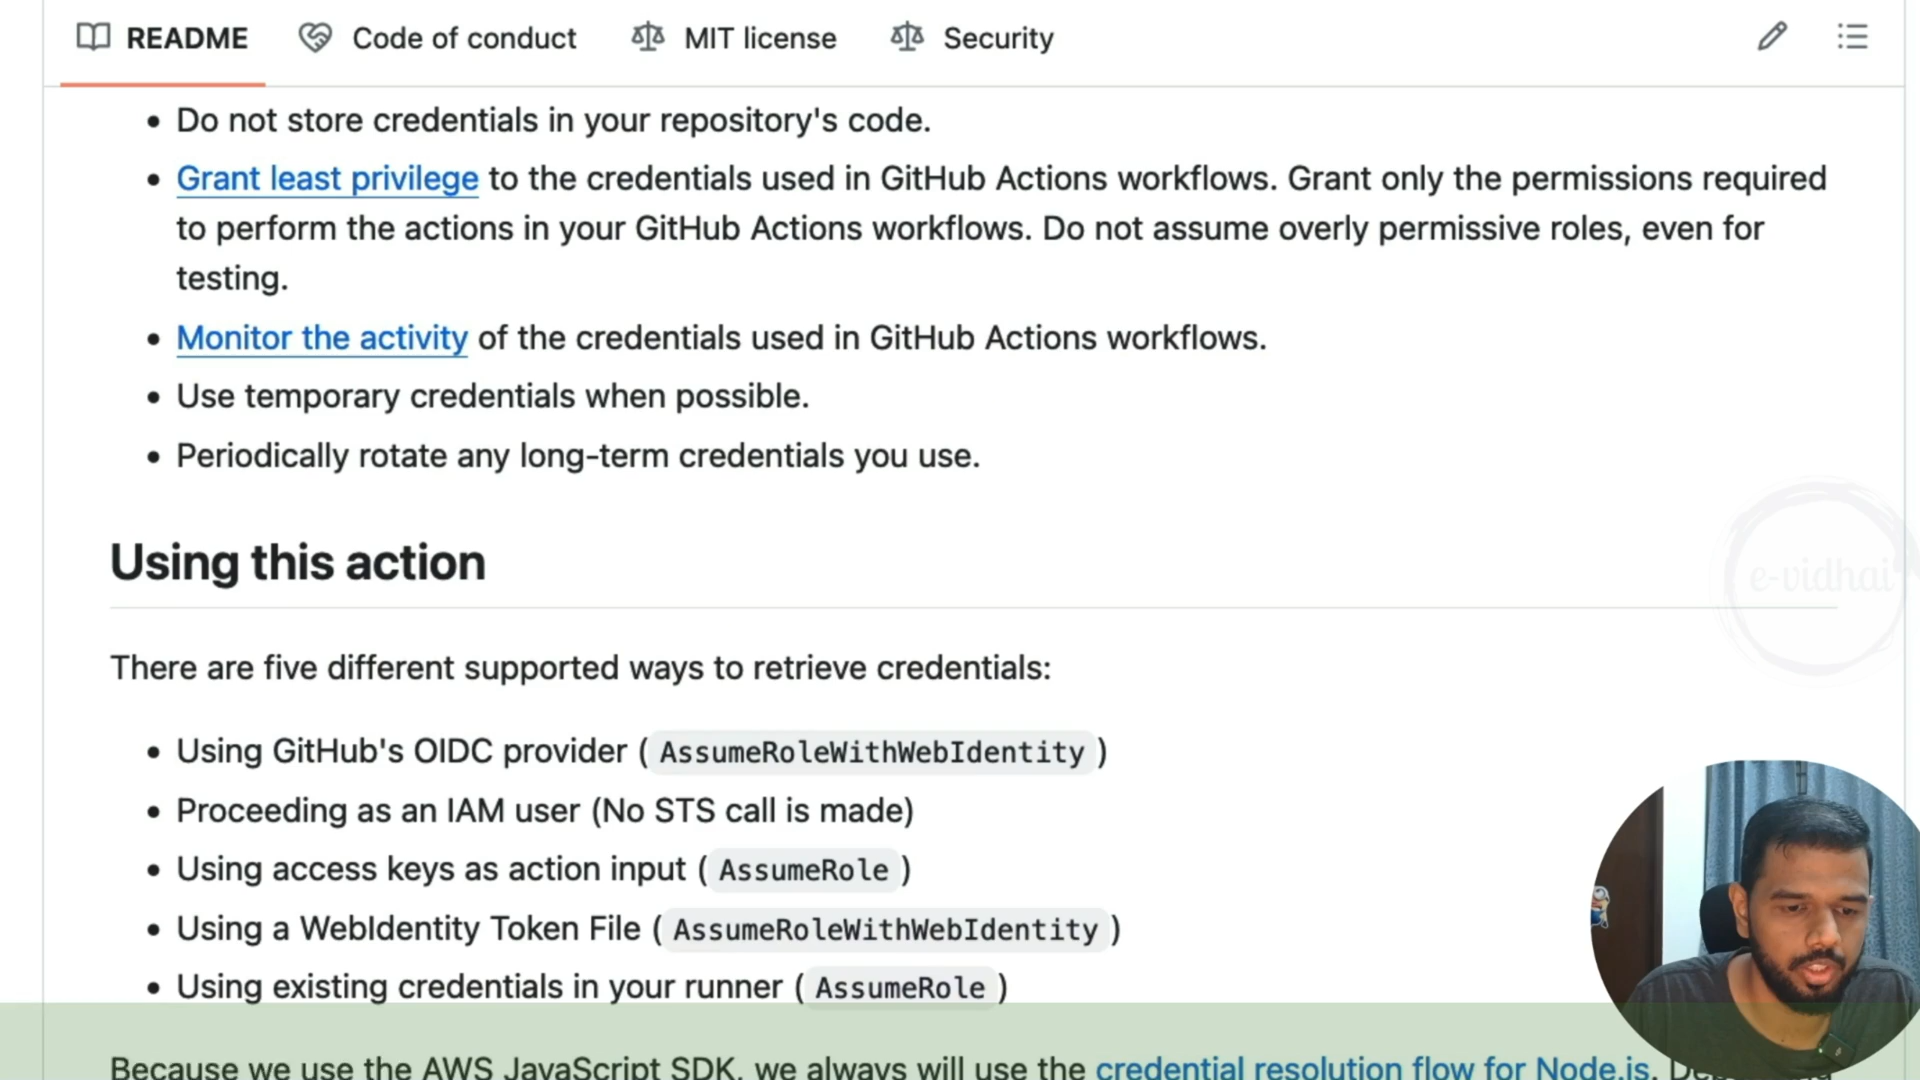 README
Code of conduct
MIT license
Security
• Do not store credentials in your repository's code.
• Grant least privilege to the credentials used in GitHub Actions workflows. Grant only the permissions required
to perform the actions in your GitHub Actions workflows. Do not assume overly permissive roles, even for
testing.
• Monitor the activity of the credentials used in GitHub Actions workflows.
• Use temporary credentials when possible.
• Periodically rotate any long-term credentials you use.
Using this action
e-vidhai
There are five different supported ways to retrieve credentials:
• Using GitHub's OIDC provider ( AssumeRoleWithWebIdentity )
• Proceeding as an IAM user (No STS call is made)
• Using access keys as action input ( AssumeRole )
• Using a WebIdentity Token File ( AssumeRoleWithWebIdentity )
• Using existing credentials in your runner ( AssumeRole )
Because we use the AWS JavaScript SDK, we always will use the credential resolution flow for Node.js.